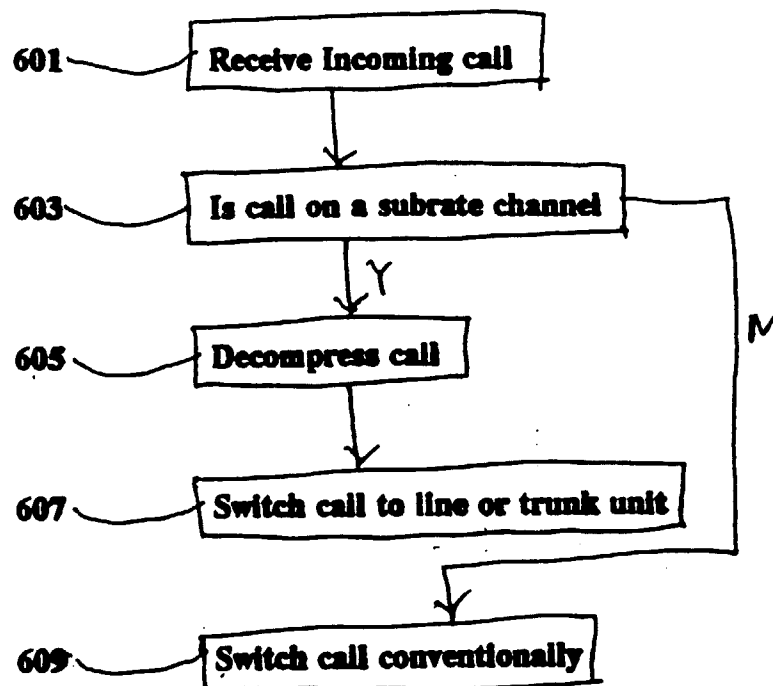 601 Receive Incoming call
603 Is call on a subrate channel
Y
N
605 Decompress call
607 Switch call to line or trunk unit
609 Switch call conventionally